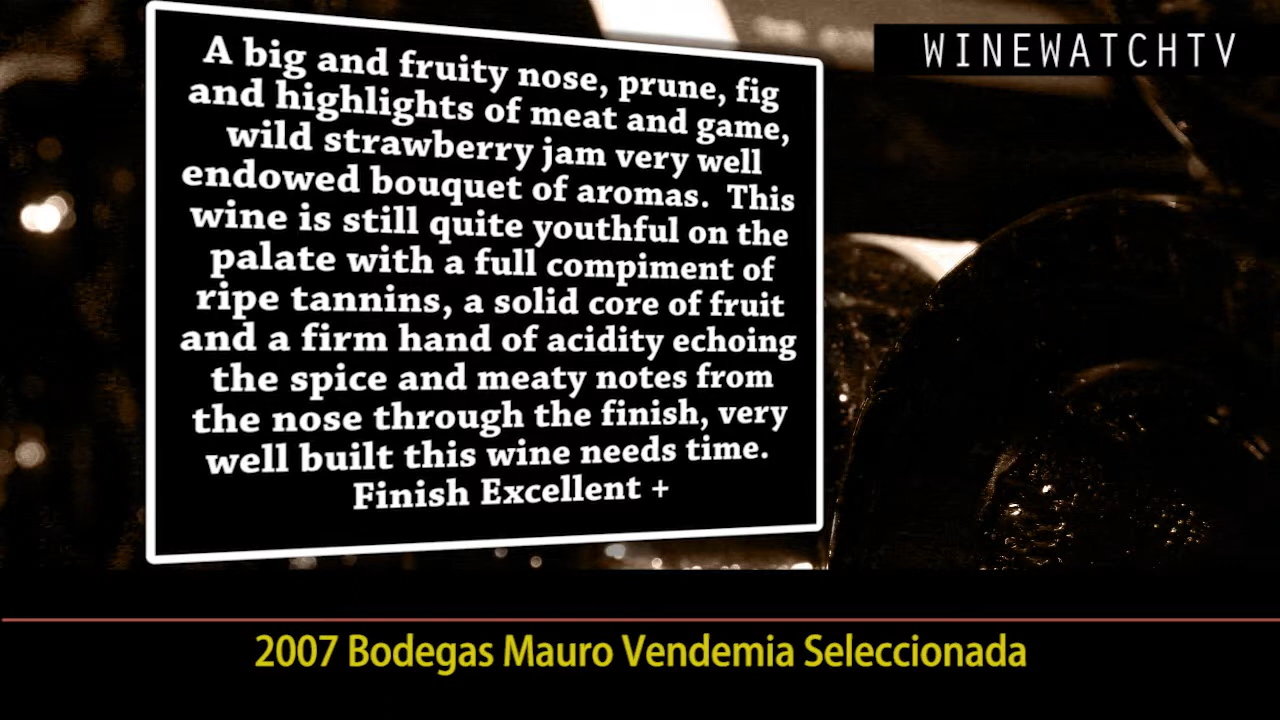 WINEWATCHTV
A big and fruity nose, prune, fig
and highlights of meat and game,
wild strawberry jam very well
endowed bouquet of aromas.  This
wine is still quite youthful on the
palate with a full compiment of
ripe tannins, a solid core of fruit
and a firm hand of acidity echoing
the spice and meaty notes from
the nose through the finish, very
well built this wine needs time.
Finish Excellent +
2007 Bodegas Mauro Vendemia Seleccionada